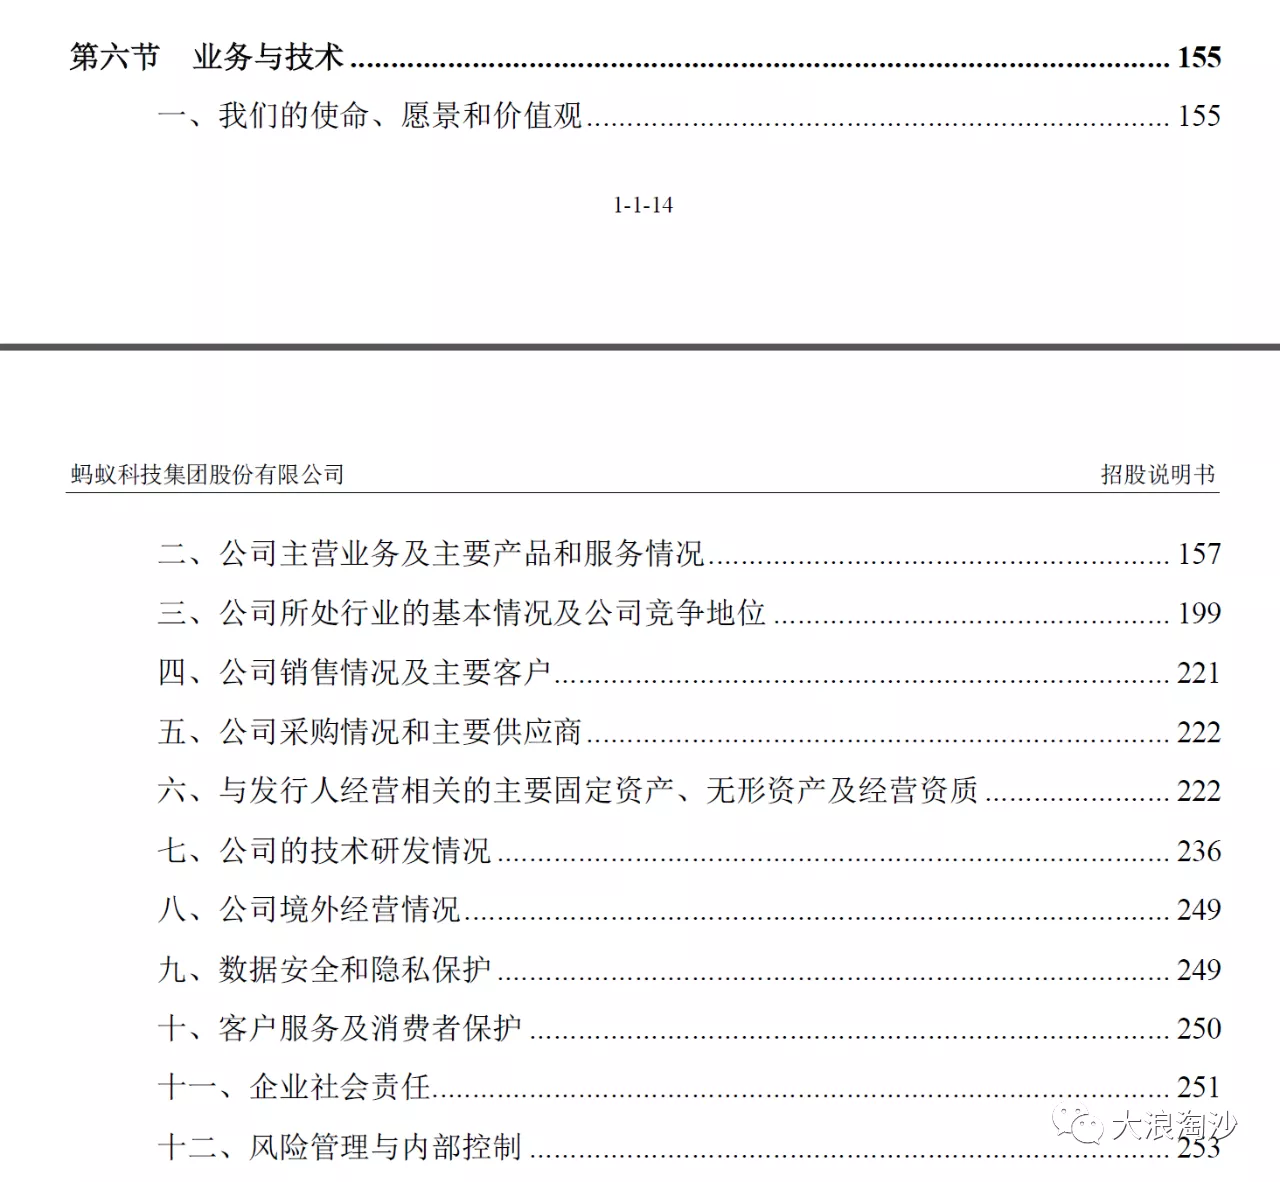 第六节 业务与技术........................................ 155
一、我们的使命、愿景和价值观........................................ 155
1-1-14
蚂蚁科技集团股份有限公司 招股说明书
二、公司主营业务及主要产品和服务情况........................................ 157
三、公司所处行业的基本情况及公司竞争地位........................................ 199
四、公司销售情况及主要客户........................................ 221
五、公司采购情况和主要供应商........................................ 222
六、与发行人经营相关的主要固定资产、无形资产及经营资质........................................ 222
七、公司的技术研发情况........................................ 236
八、公司境外经营情况........................................ 249
九、数据安全和隐私保护........................................ 249
十、客户服务及消费者保护........................................ 250
十一、企业社会责任........................................ 251
十二、风险管理与内部控制........................................ 253
大浪淘沙